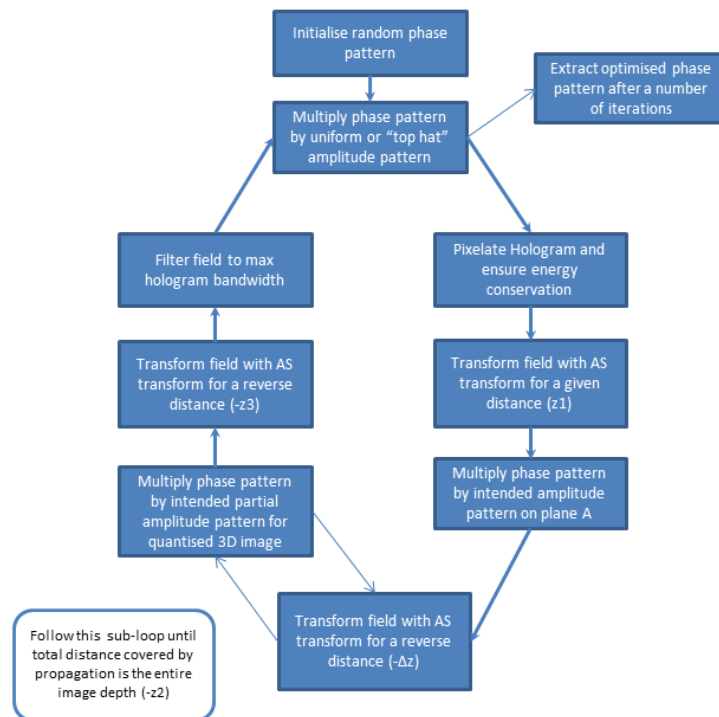 Initialise random phase
pattern
Extract optimised phase
pattern after a number
of iterations
Multiply phase pattern
by uniform or “top hat”
amplitude pattern
Filter field to max
hologram bandwidth
Pixelate Hologram and
ensure energy
conservation
Transform field with AS
transform for a reverse
distance (-z3)
Transform field with AS
transform for a given
distance (z1)
Multiply phase pattern
by intended partial
amplitude pattern for
quantised 3D image
Multiply phase pattern
by intended amplitude
pattern on plane A
Transform field with AS
transform for a reverse
distance (-Δz)
Follow this sub-loop until
total distance covered by
propagation is the entire
image depth (-z2)